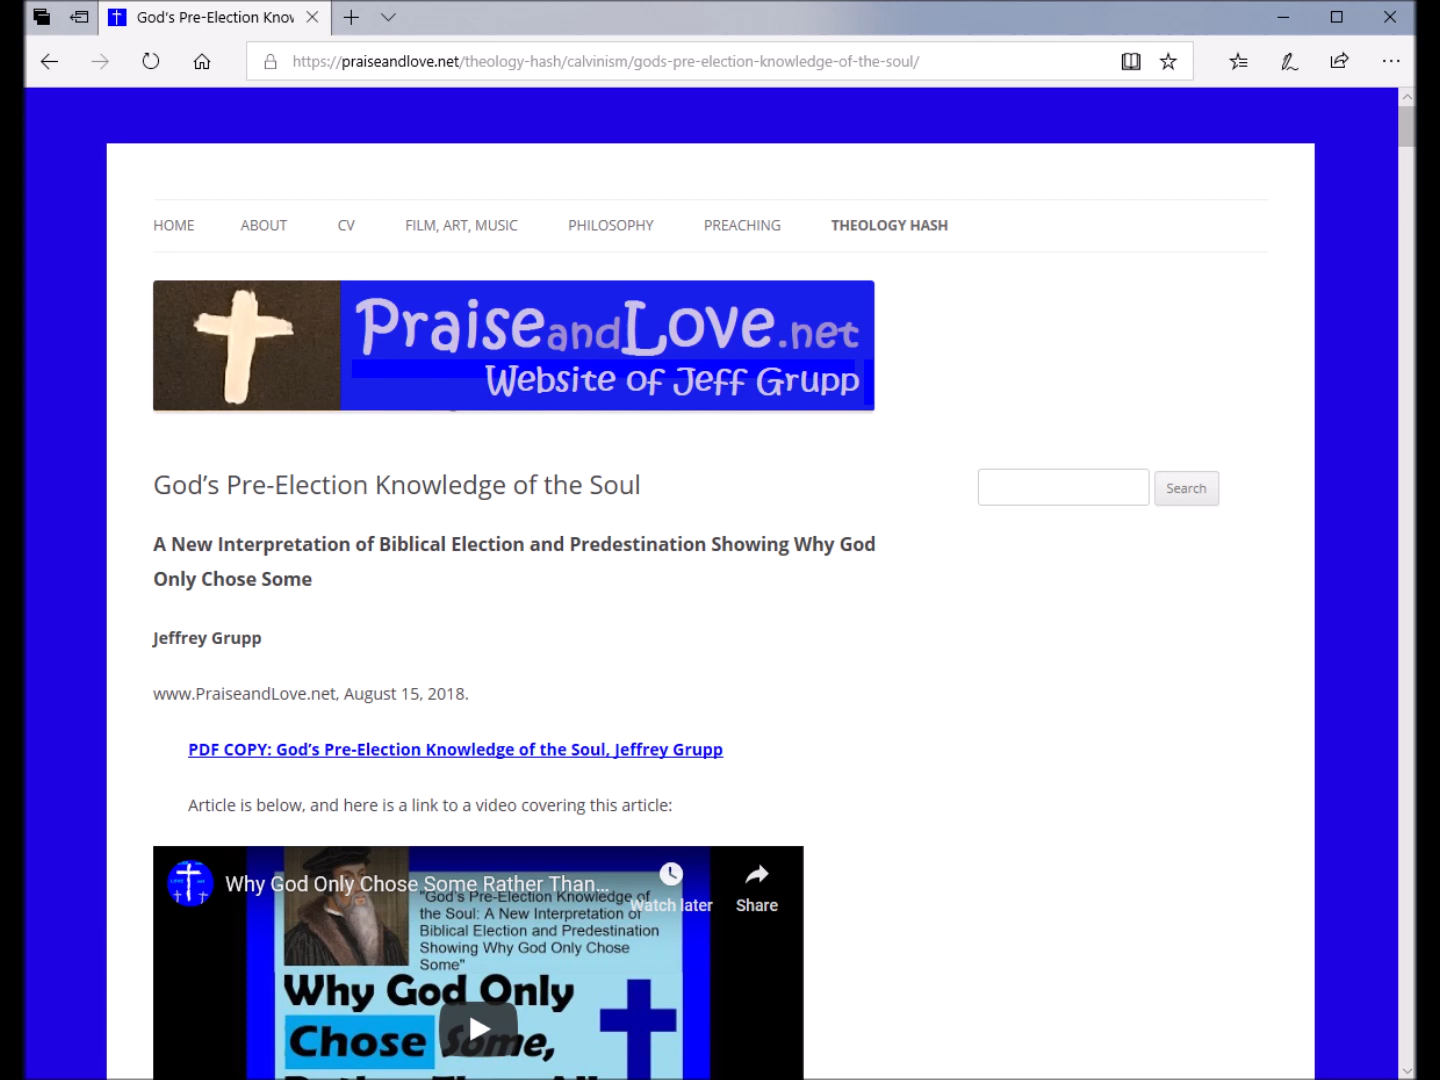 God's Pre-Election Know
https://praiseandlove.net/theology-hash/calvinism/gods-pre-election-knowledge-of-the-soul/
HOME ABOUT CV FILM, ART, MUSIC PHILOSOPHY PREACHING THEOLOGY HASH
PraiseandLove.net
Website of Jeff Grupp
God's Pre-Election Knowledge of the Soul
Search
A New Interpretation of Biblical Election and Predestination Showing Why God
Only Chose Some
Jeffrey Grupp
www.PraiseandLove.net, August 15, 2018.
PDF COPY: God's Pre-Election Knowledge of the Soul, Jeffrey Grupp
Article is below, and here is a link to a video covering this article:
Why God Only Chose Some Rather Than...
Watch later
Share
"God's Pre-Election Knowledge of
the Soul: A New Interpretation of
Biblical Election and Predestination
Showing Why God Only Chose
Some"
Why God Only
Chose Some,